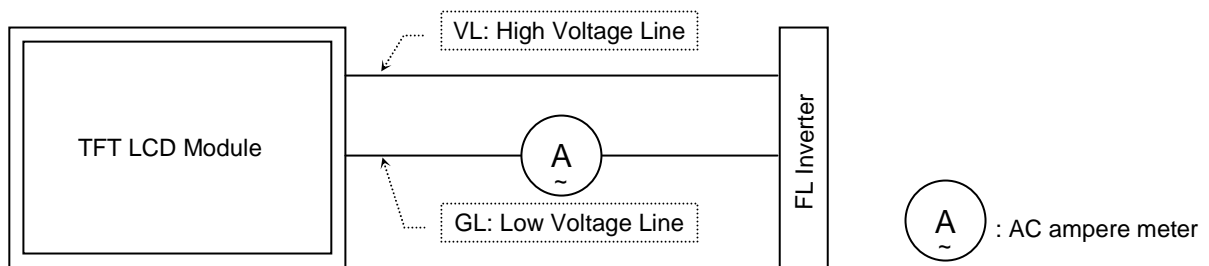 VL: High Voltage Line
TFT LCD Module
A
~
GL: Low Voltage Line
FL Inverter
A
~
: AC ampere meter